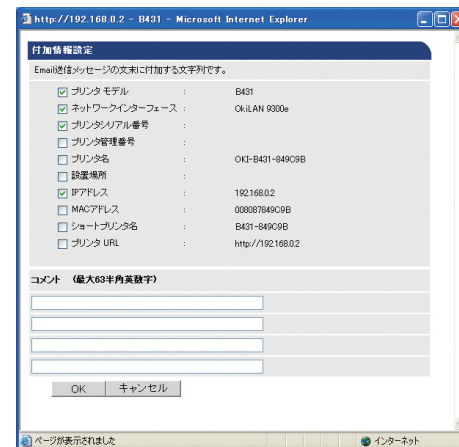 http://192.168.0.2 - B431 - Microsoft Internet Explorer
付加情報設定
Email送信メッセージの文末に付加する文字列です。
プリンタ モデル : B431
ネットワークインターフェース : OkiLAN 9300e
プリンタシリアル番号 :
プリンタ管理番号 :
プリンタ名 : OKI-B431-849C9B
設置場所 :
IPアドレス : 192.168.0.2
MACアドレス : 008087849C9B
ショートプリンタ名 : B431-849C9B
プリンタ URL : http://192.168.0.2
コメント (最大63半角英数字)
OK キャンセル
ページが表示されました インターネット